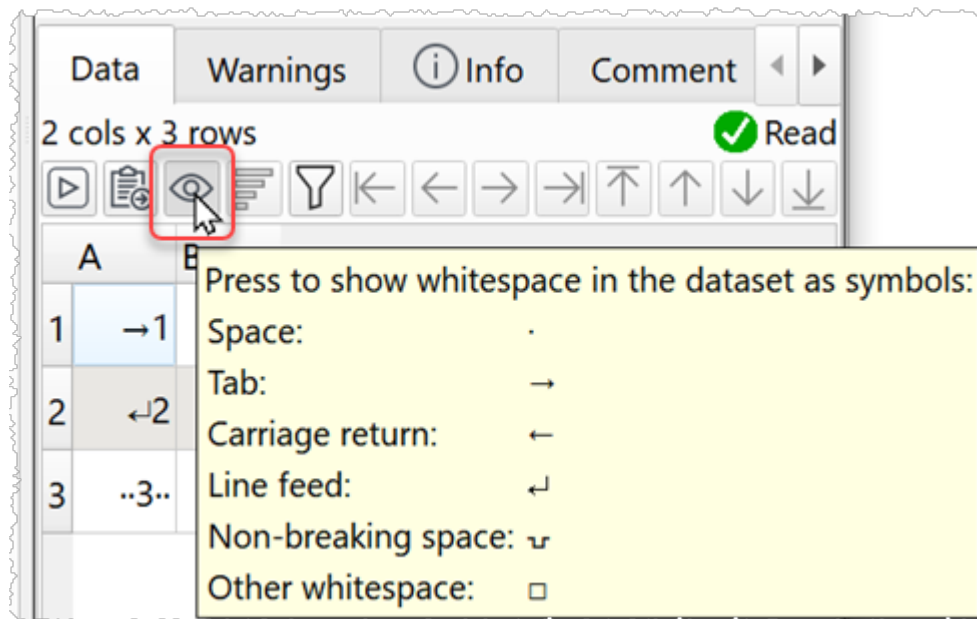 Data Warnings Info Comment
2 cols x 3 rows Read
A B
Press to show whitespace in the dataset as symbols:
1 →1
Space: ·
Tab: →
2 ↵2
Carriage return: ←
Line feed: ↵
3 ··3··
Non-breaking space:
Other whitespace: □